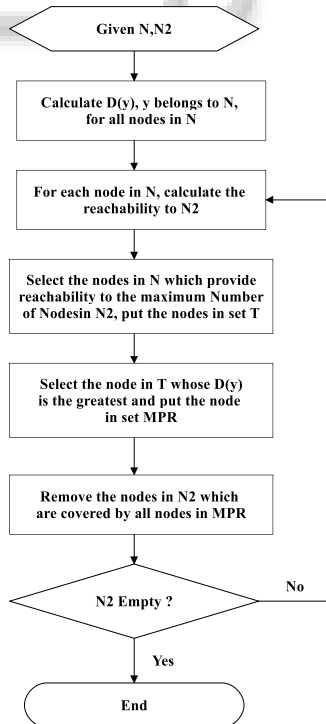 Given N,N2
Calculate D(y), y belongs to N,
for all nodes in N
For each node in N, calculate the
reachability to N2
Select the nodes in N which provide
reachability to the maximum Number
of Nodesin N2, put the nodes in set T
Select the node in T whose D(y)
is the greatest and put the node
in set MPR
Remove the nodes in N2 which
are covered by all nodes in MPR
N2 Empty ?
No
Yes
End